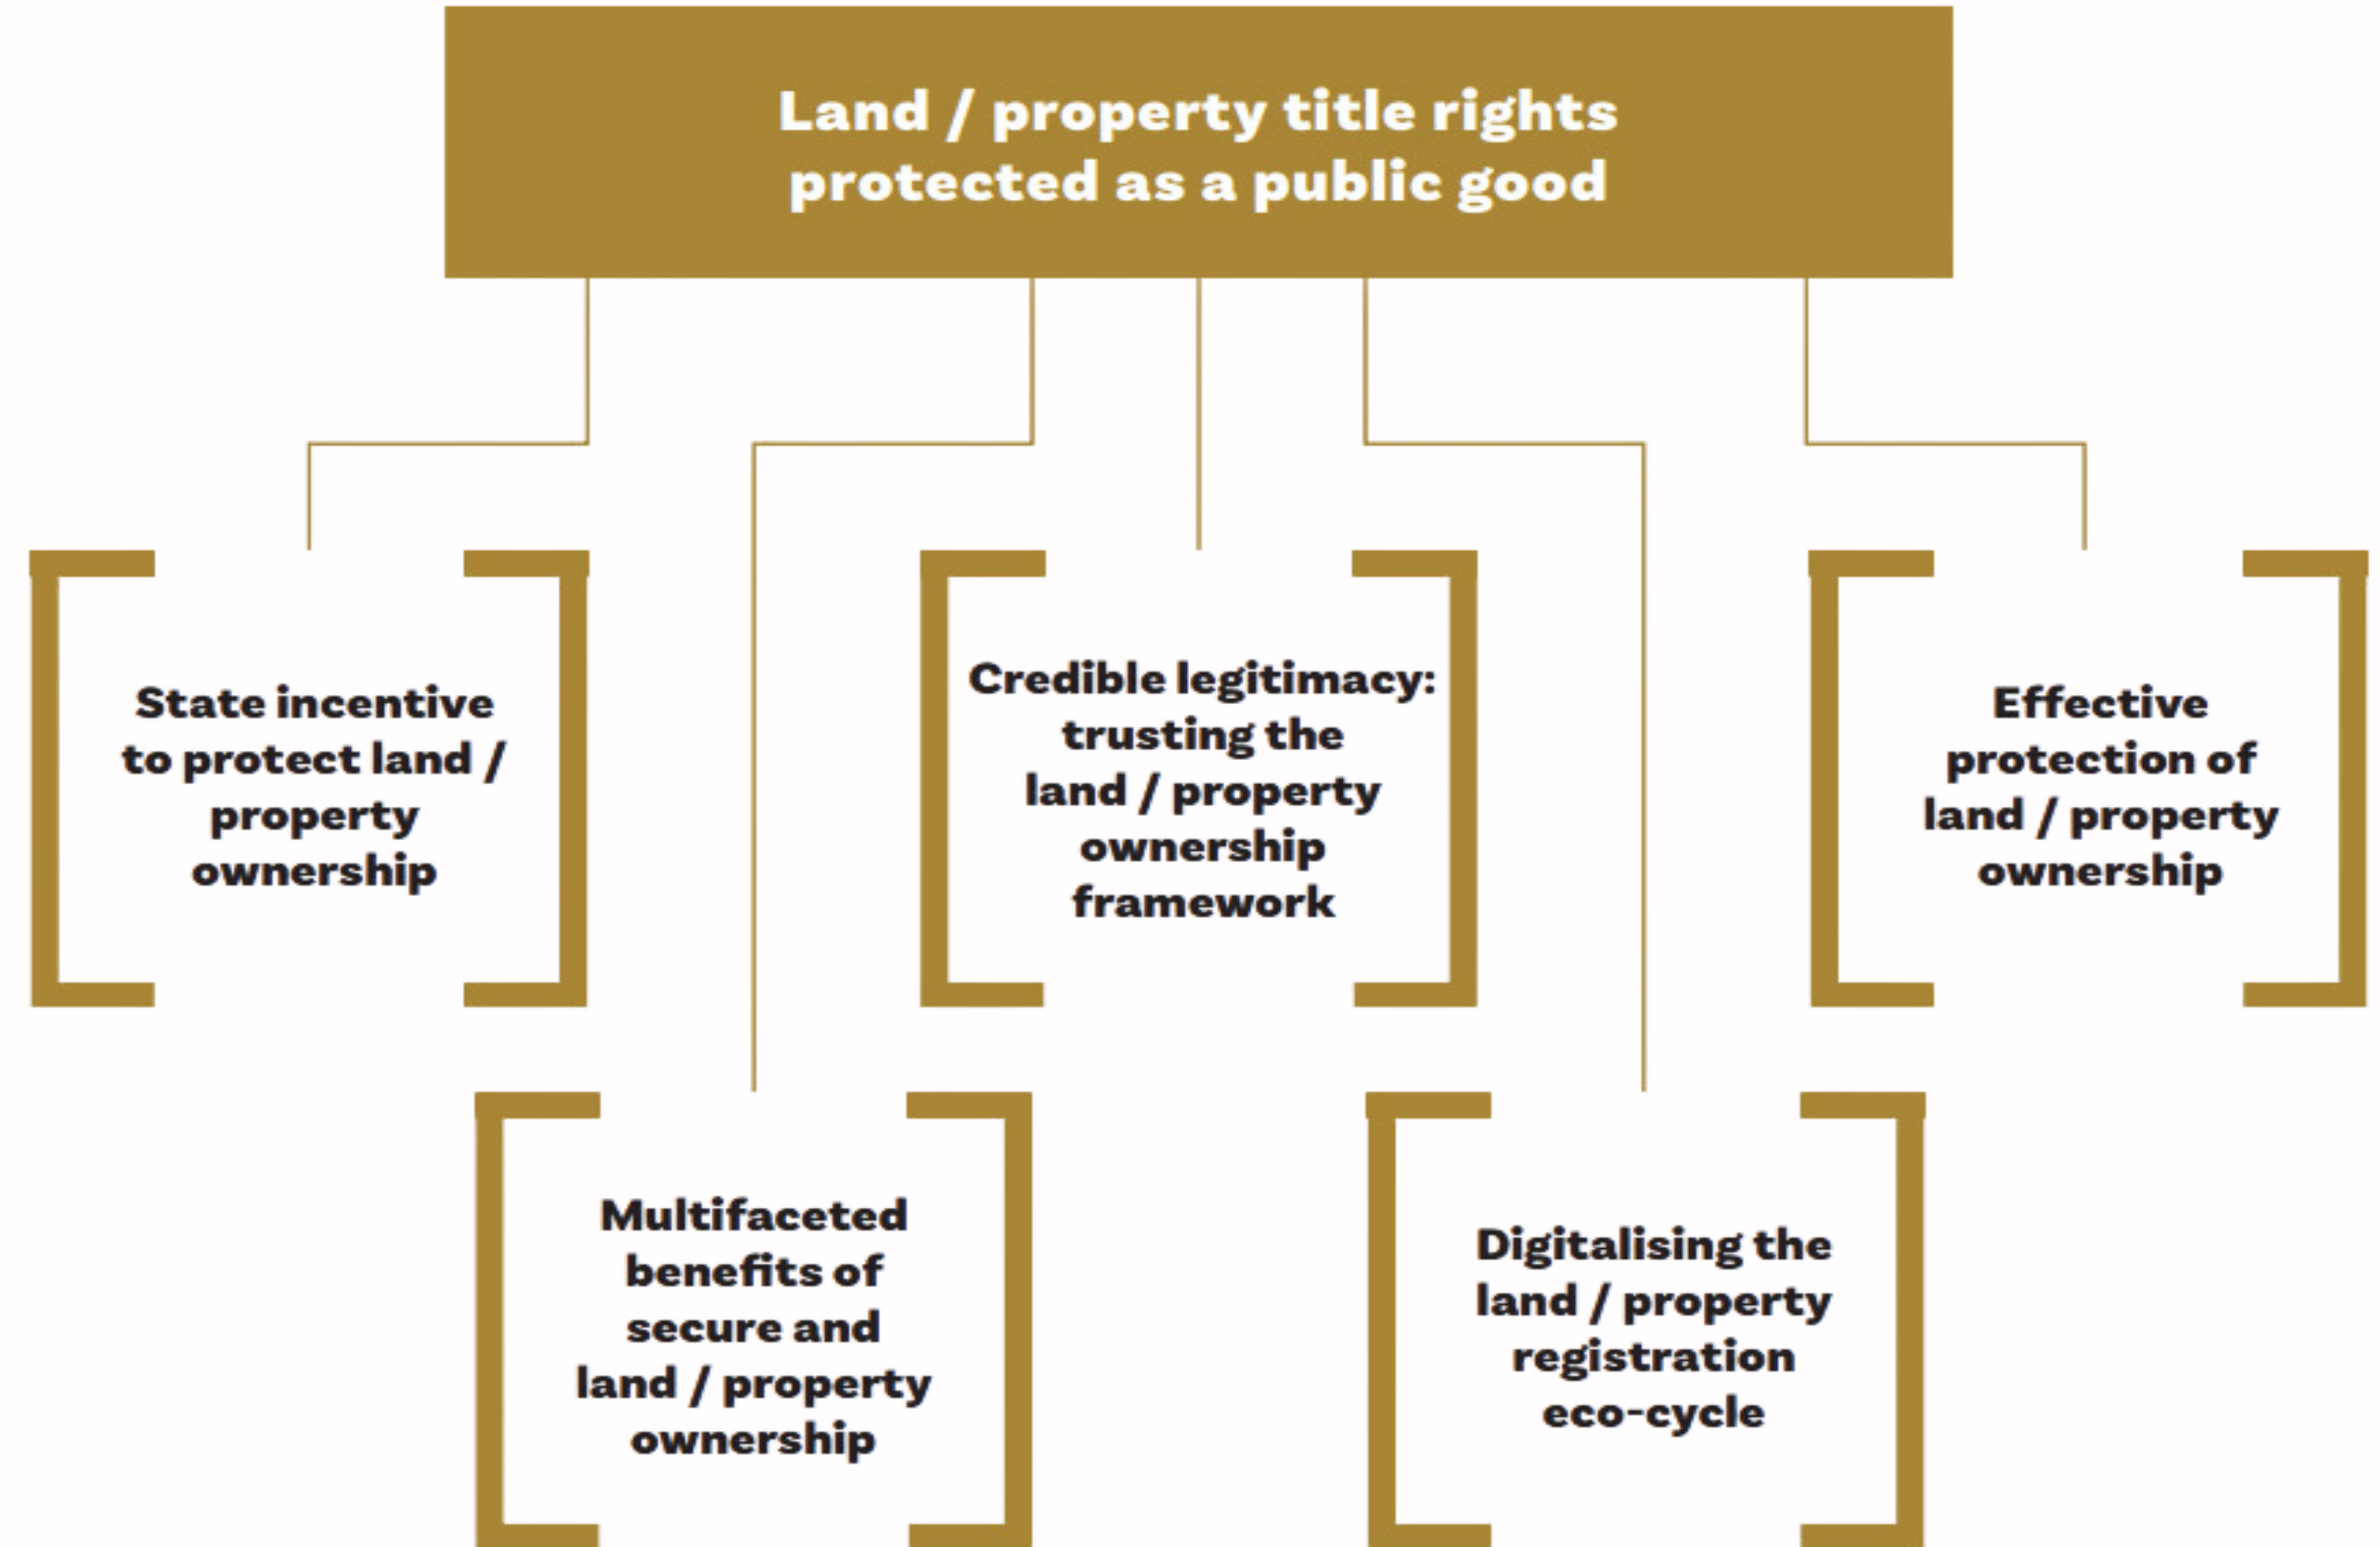 Land / property title rights
protected as a public good
State incentive
to protect land /
property
ownership
Credible legitimacy:
trusting the
land / property
ownership
framework
Effective
protection of
land / property
ownership
Multifaceted
benefits of
secure and
land / property
ownership
Digitalising the
land / property
registration
eco-cycle